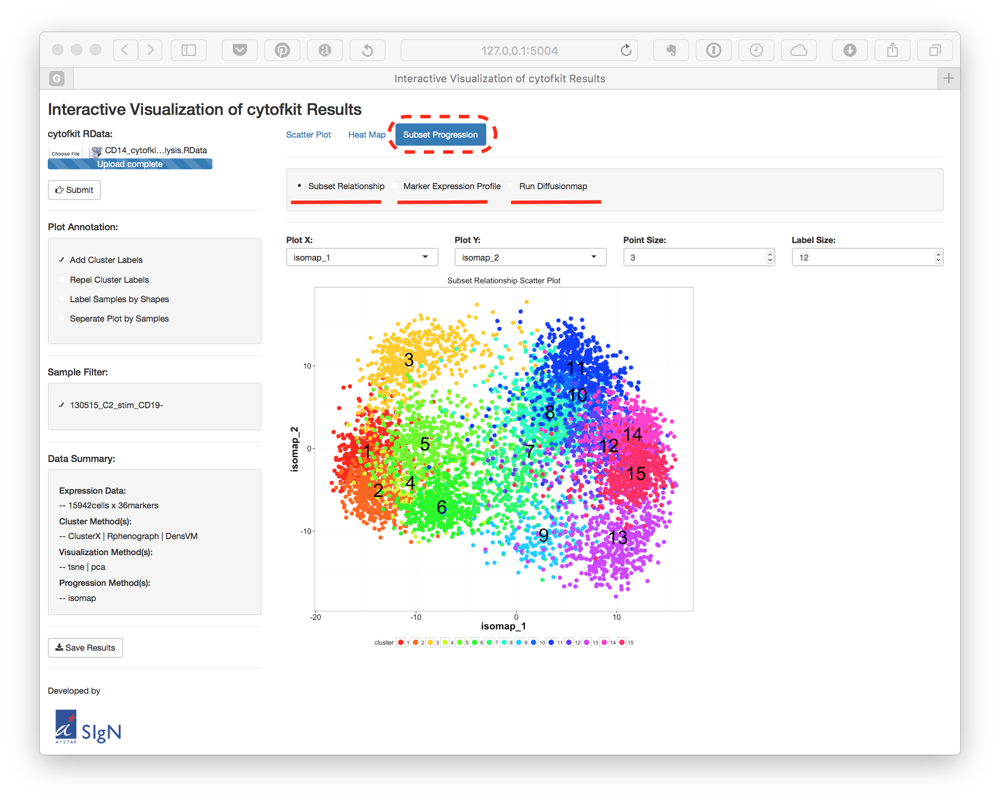 127.0.0.1:5004
G
Interactive Visualization of cytofkit Results
+
Interactive Visualization of cytofkit Results
cytofkit RData:
Choose File CD14_cytofki...lysis.RData
Upload complete
Submit
Plot Annotation:
Add Cluster Labels
Repel Cluster Labels
Label Samples by Shapes
Seperate Plot by Samples
Sample Filter:
130515_C2_stim_CD19-
Data Summary:
Expression Data:
-- 15942cells x 36markers
Cluster Method(s):
-- ClusterX | Rphenograph | DensVM
Visualization Method(s):
-- tsne | pca
Progression Method(s):
-- isomap
Save Results
Developed by
a
A*STAR
SIgN
Scatter Plot Heat Map Subset Progression
Subset Relationship Marker Expression Profile Run Diffusionmap
Plot X: Plot Y: Point Size: Label Size:
isomap_1 isomap_2 3 12
Subset Relationship Scatter Plot
3
11
10
10
8
14
5
12
0
1
7
15
4
2
6
9
-10
13
isomap_2
-20 -10 0 10
isomap_1
cluster 1 2 3 4 5 6 7 8 9 10 11 12 13 14 15